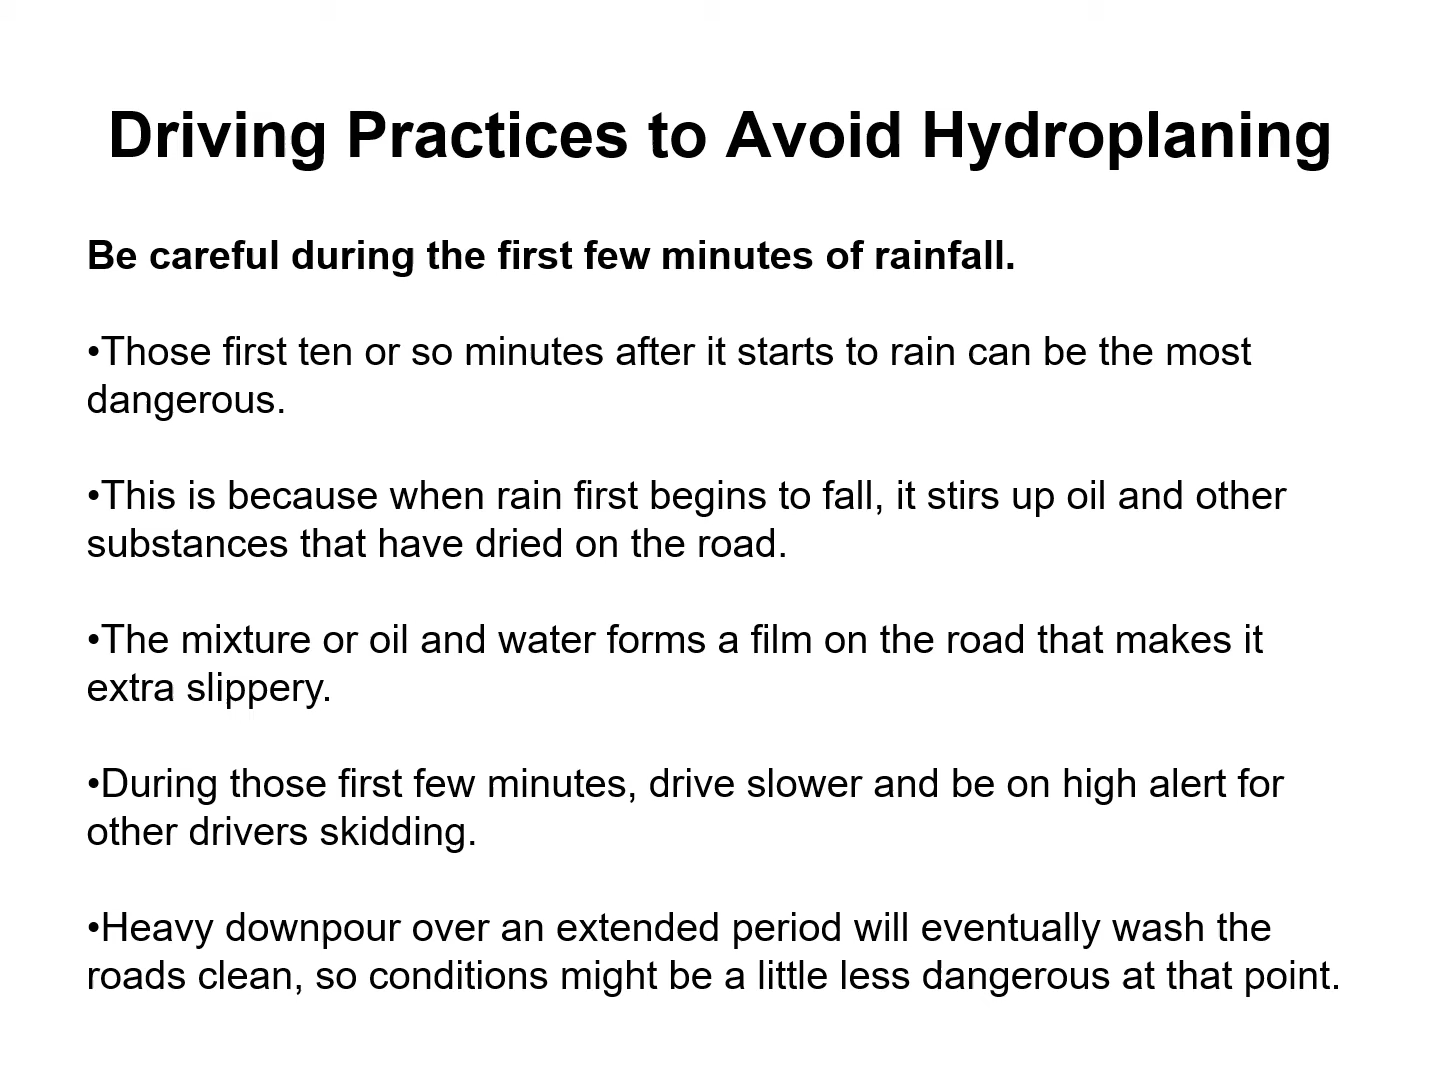 Driving Practices to Avoid Hydroplaning
Be careful during the first few minutes of rainfall.
•Those first ten or so minutes after it starts to rain can be the most
dangerous.
•This is because when rain first begins to fall, it stirs up oil and other
substances that have dried on the road.
•The mixture or oil and water forms a film on the road that makes it
extra slippery.
•During those first few minutes, drive slower and be on high alert for
other drivers skidding.
•Heavy downpour over an extended period will eventually wash the
roads clean, so conditions might be a little less dangerous at that point.